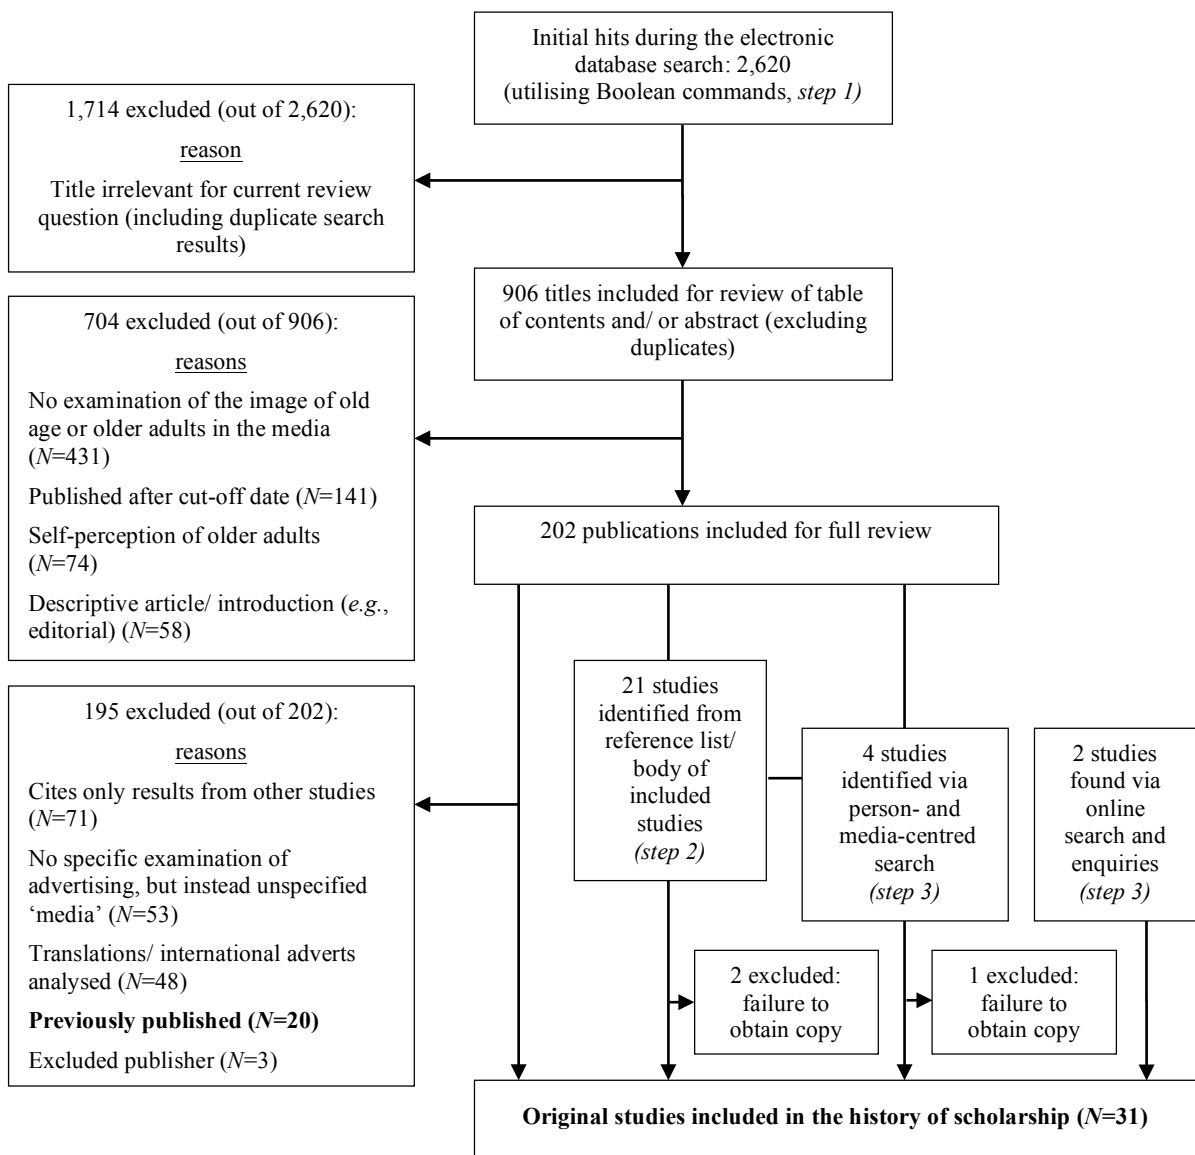 Initial hits during the electronic
database search: 2,620
(utilising Boolean commands, step 1)
1,714 excluded (out of 2,620):
reason
Title irrelevant for current review
question (including duplicate search
results)
906 titles included for review of table
of contents and/ or abstract (excluding
duplicates)
704 excluded (out of 906):
reasons
No examination of the image of old
age or older adults in the media
(N=431)
Published after cut-off date (N=141)
Self-perception of older adults
(N=74)
Descriptive article/ introduction (e.g.,
editorial) (N=58)
202 publications included for full review
195 excluded (out of 202):
reasons
Cites only results from other studies
(N=71)
No specific examination of
advertising, but instead unspecified
‘media’ (N=53)
Translations/ international adverts
analysed (N=48)
Previously published (N=20)
Excluded publisher (N=3)
21 studies
identified from
reference list/
body of
included
studies
(step 2)
4 studies
identified via
person- and
media-centred
search
(step 3)
2 studies
found via
online
search and
enquiries
(step 3)
2 excluded:
failure to
obtain copy
1 excluded:
failure to
obtain copy
Original studies included in the history of scholarship (N=31)